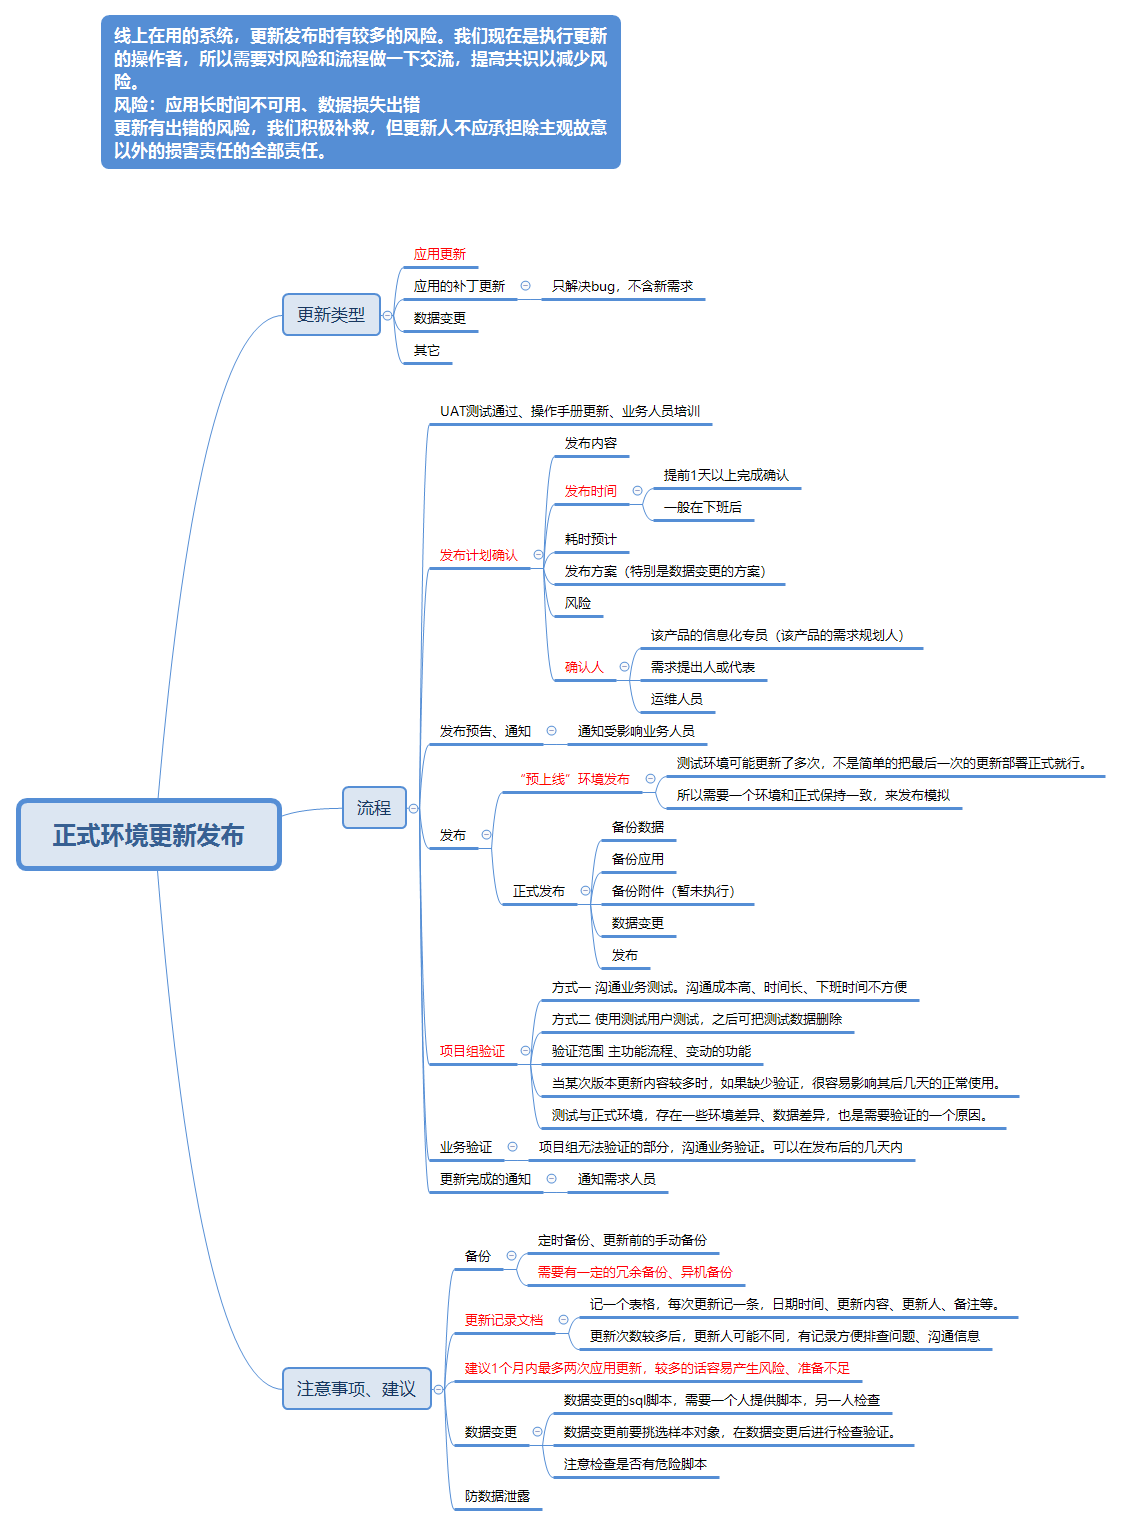 线上在用的系统，更新发布时有较多的风险。我们现在是执行更新
的操作者，所以需要对风险和流程做一下交流，提高共识以减少风
险。
风险：应用长时间不可用、数据损失出错
更新有出错的风险，我们积极补救，但更新人不应承担除主观故意
以外的损害责任的全部责任。
正式环境更新发布
更新类型
应用更新
应用的补丁更新
只解决bug，不含新需求
数据变更
其它
流程
UAT测试通过、操作手册更新、业务人员培训
发布计划确认
发布内容
发布时间
提前1天以上完成确认
一般在下班后
耗时预计
发布方案（特别是数据变更的方案）
风险
确认人
该产品的信息化专员（该产品的需求规划人）
需求提出人或代表
运维人员
发布预告、通知
通知受影响业务人员
发布
“预上线”环境发布
测试环境可能更新了多次，不是简单的把最后一次的更新部署正式就行。
所以需要一个环境和正式保持一致，来发布模拟
正式发布
备份数据
备份应用
备份附件（暂未执行）
数据变更
发布
项目组验证
方式一 沟通业务测试。沟通成本高、时间长、下班时间不方便
方式二 使用测试用户测试，之后可把测试数据删除
验证范围 主功能流程、变动的功能
当某次版本更新内容较多时，如果缺少验证，很容易影响其后几天的正常使用。
测试与正式环境，存在一些环境差异、数据差异，也是需要验证的一个原因。
业务验证
项目组无法验证的部分，沟通业务验证。可以在发布后的几天内
更新完成的通知
通知需求人员
注意事项、建议
备份
定时备份、更新前的手动备份
需要有一定的冗余备份、异机备份
更新记录文档
记一个表格，每次更新记一条，日期时间、更新内容、更新人、备注等。
更新次数较多后，更新人可能不同，有记录方便排查问题、沟通信息
建议1个月内最多两次应用更新，较多的话容易产生风险、准备不足
数据变更
数据变更的sql脚本，需要一个人提供脚本，另一人检查
数据变更前要挑选样本对象，在数据变更后进行检查验证。
注意检查是否有危险脚本
防数据泄露